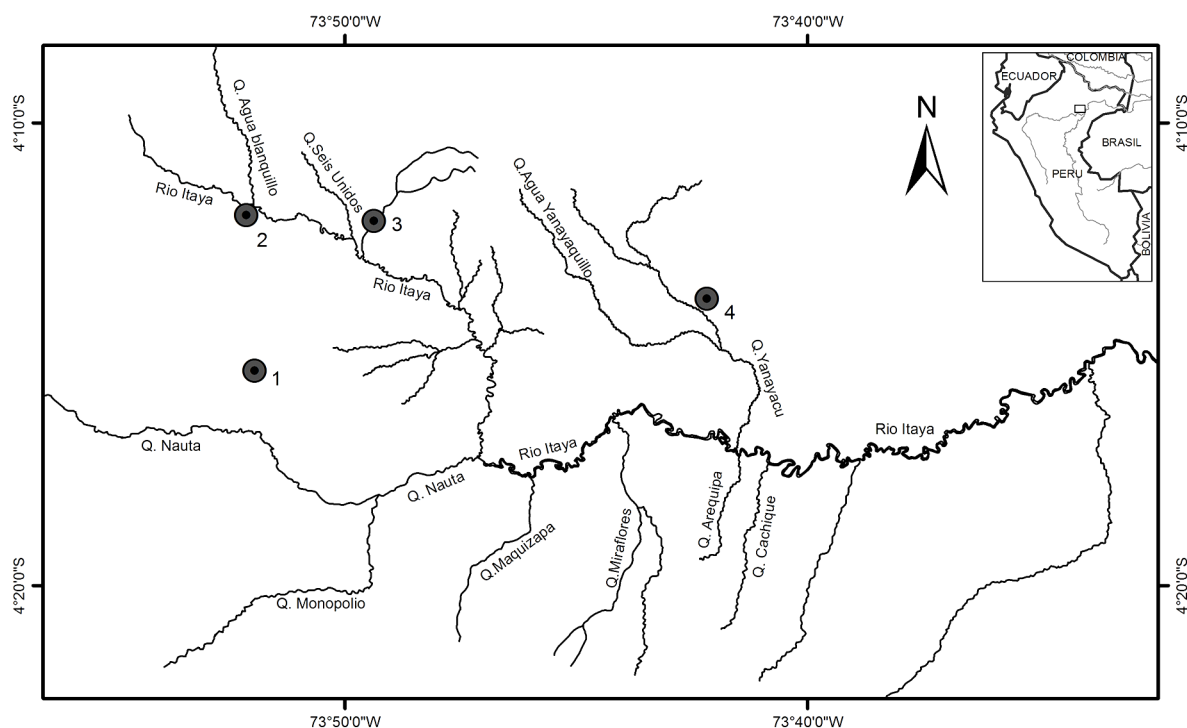 73°50'0"W
73°40'0"W
4°10'0"S
4°10'0"S
COLOMBIA
ECUADOR
BRASIL
PERU
BOLIVIA
N
Q. Agua blanquillo
Q.Seis Unidos
Rio Itaya
2
3
Q.Agua Yanayaquillo
Rio Itaya
4
1
Q.Yanayacu
Q. Nauta
Rio Itaya
Rio Itaya
Q. Nauta
Q. Arequipa
Q. Cachique
Q.Maquizapa
Q.Miraflores
Q. Monopolio
4°20'0"S
4°20'0"S
73°50'0"W
73°40'0"W